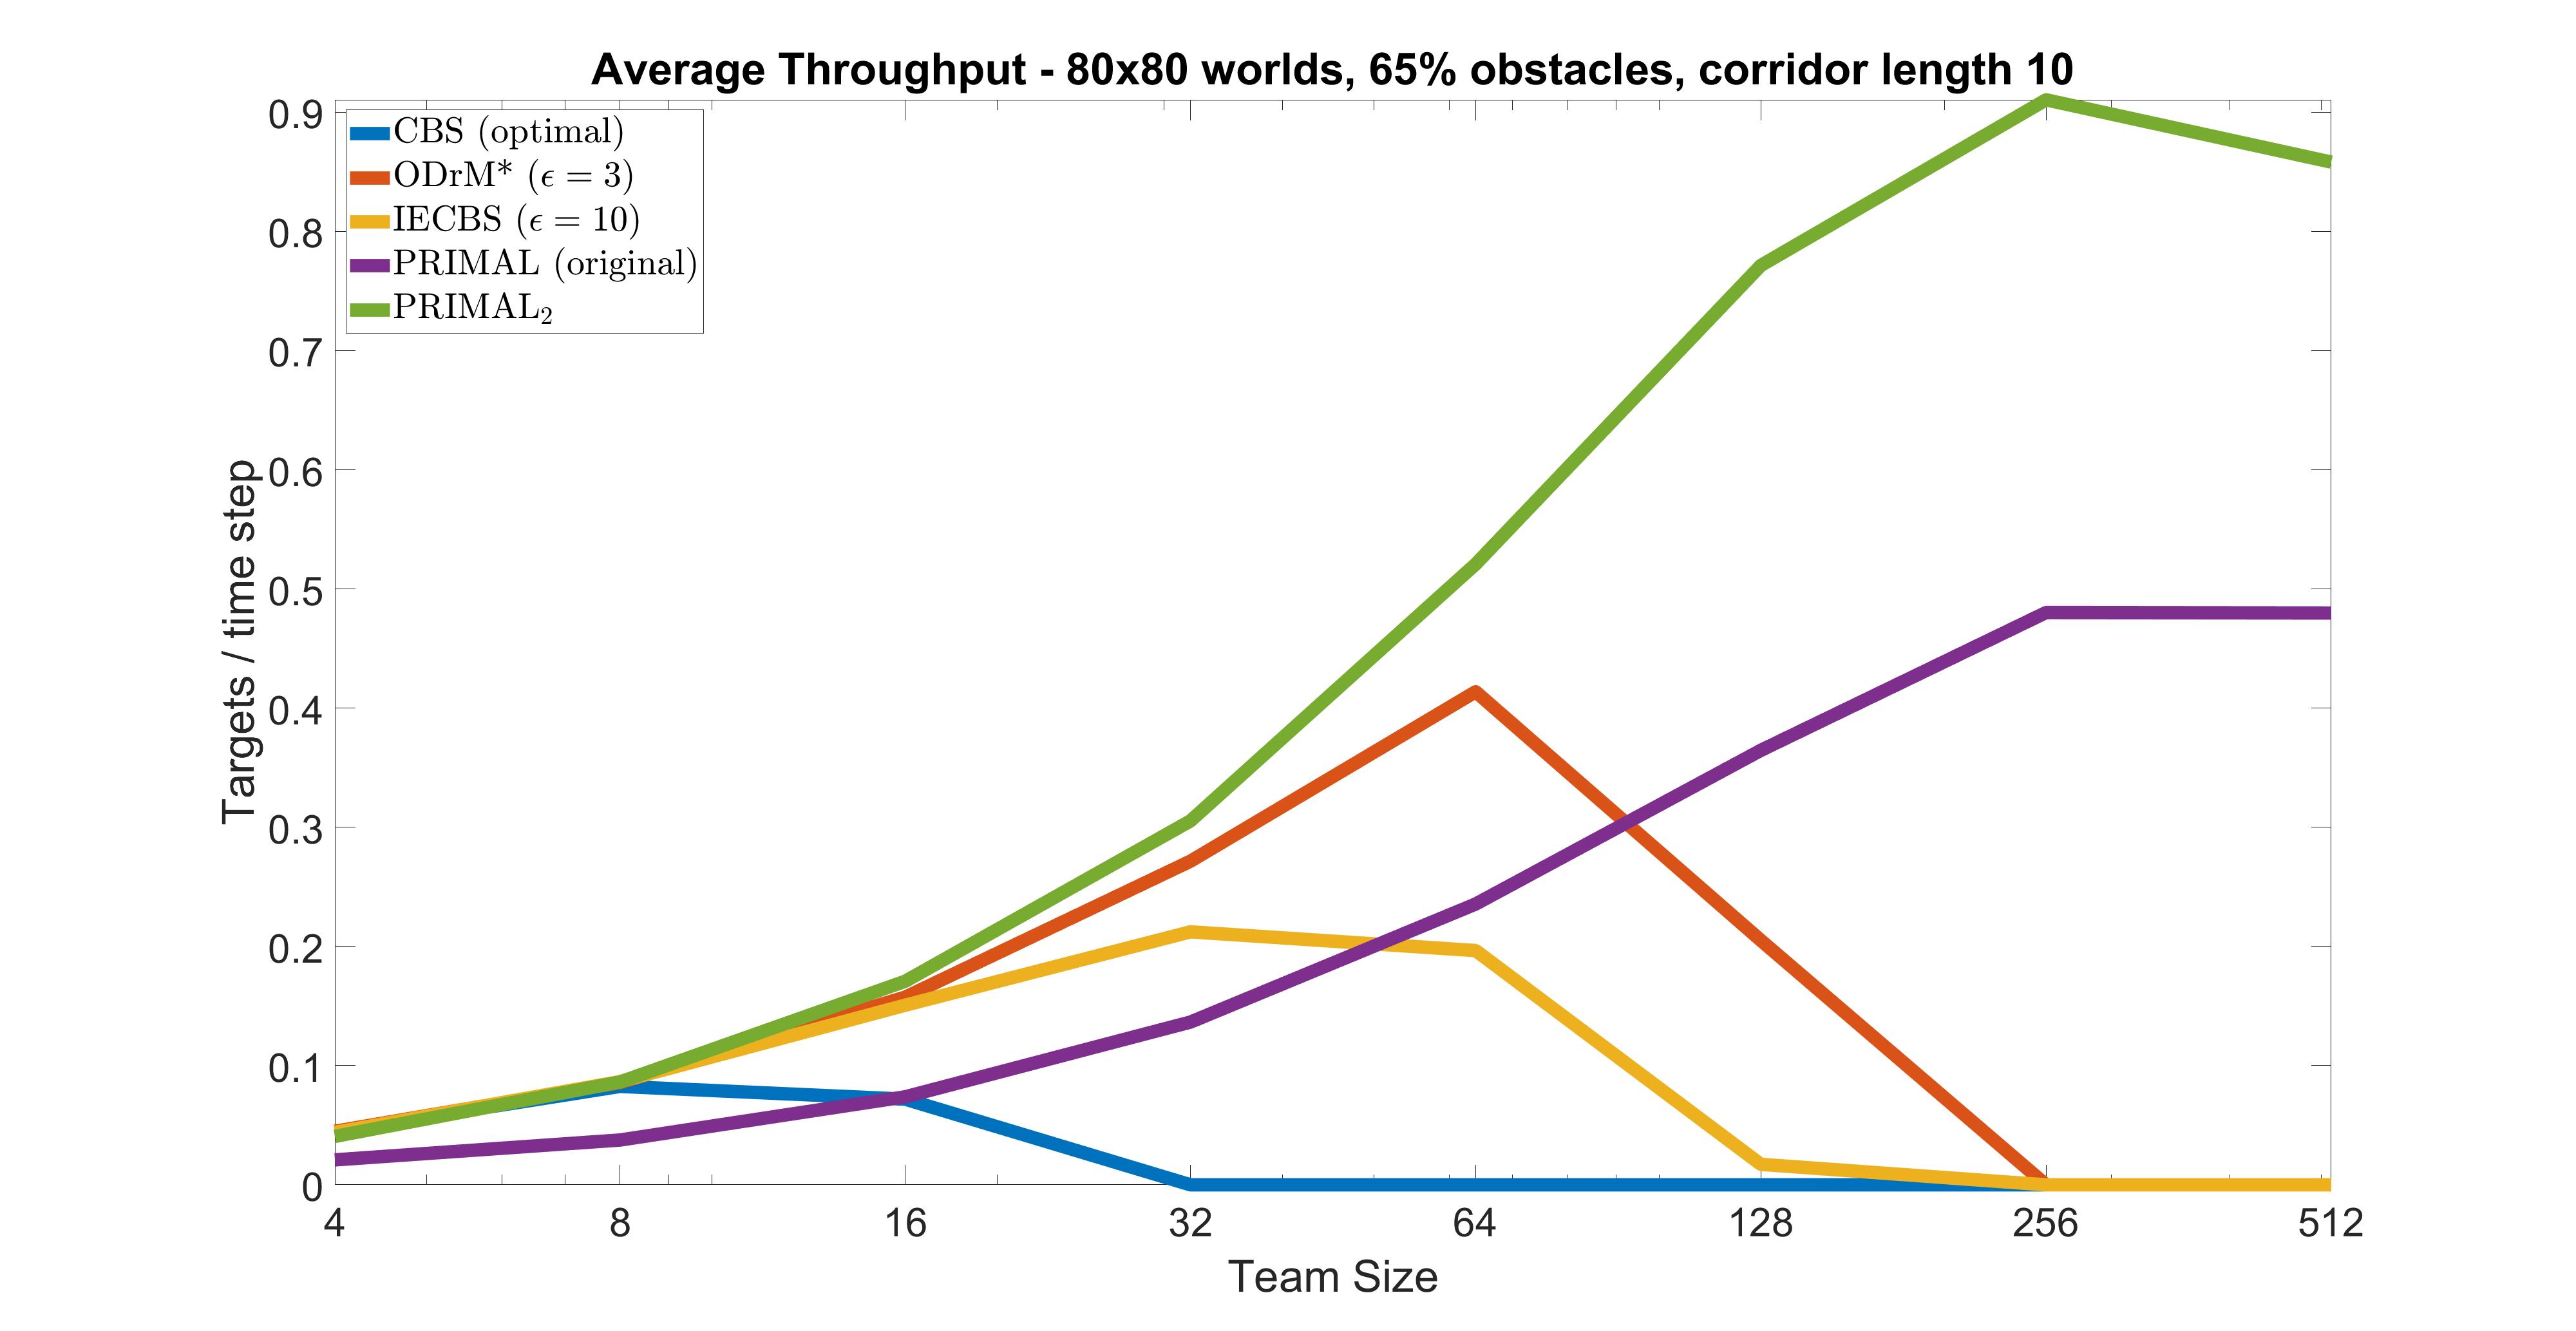 Average Throughput - 80x80 worlds, 65% obstacles, corridor length 10
CBS (optimal)
ODrM* (ϵ = 3)
IECBS (ϵ = 10)
PRIMAL (original)
PRIMAL₂
Targets / time step
0.9
0.8
0.7
0.6
0.5
0.4
0.3
0.2
0.1
0
4 8 16 32 64 128 256 512
Team Size